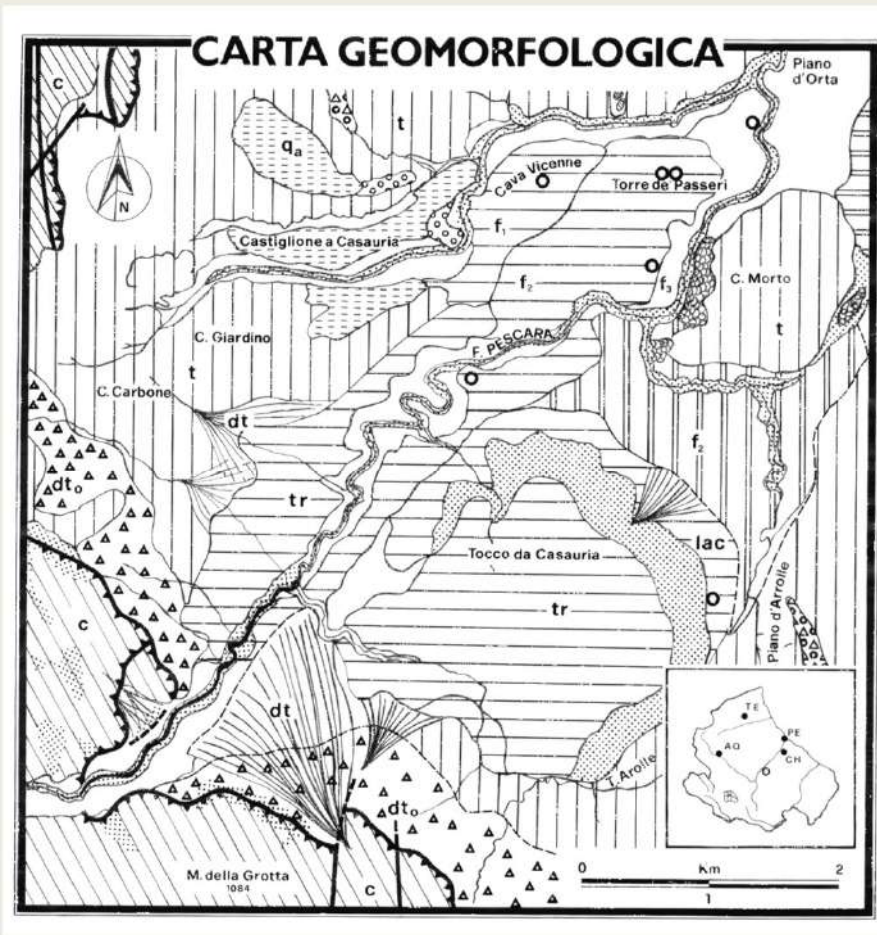 CARTA GEOMORFOLOGICA
Piano
d'Orta
c
t
qa
N
Cava Vicenne
Torre de Passeri
Castiglione a Casauria
f1
f2
f3
C. Morto
t
C. Giardino
F. PESCARA
t
C. Carbone
dt
f2
dto
tr
lac
Tocco da Casauria
tr
Piano d'Arrolle
c
dt
TE
PE
AQ
CH
T. Arolle
dto
M. della Grotta
1084
c
0 Km 2
1